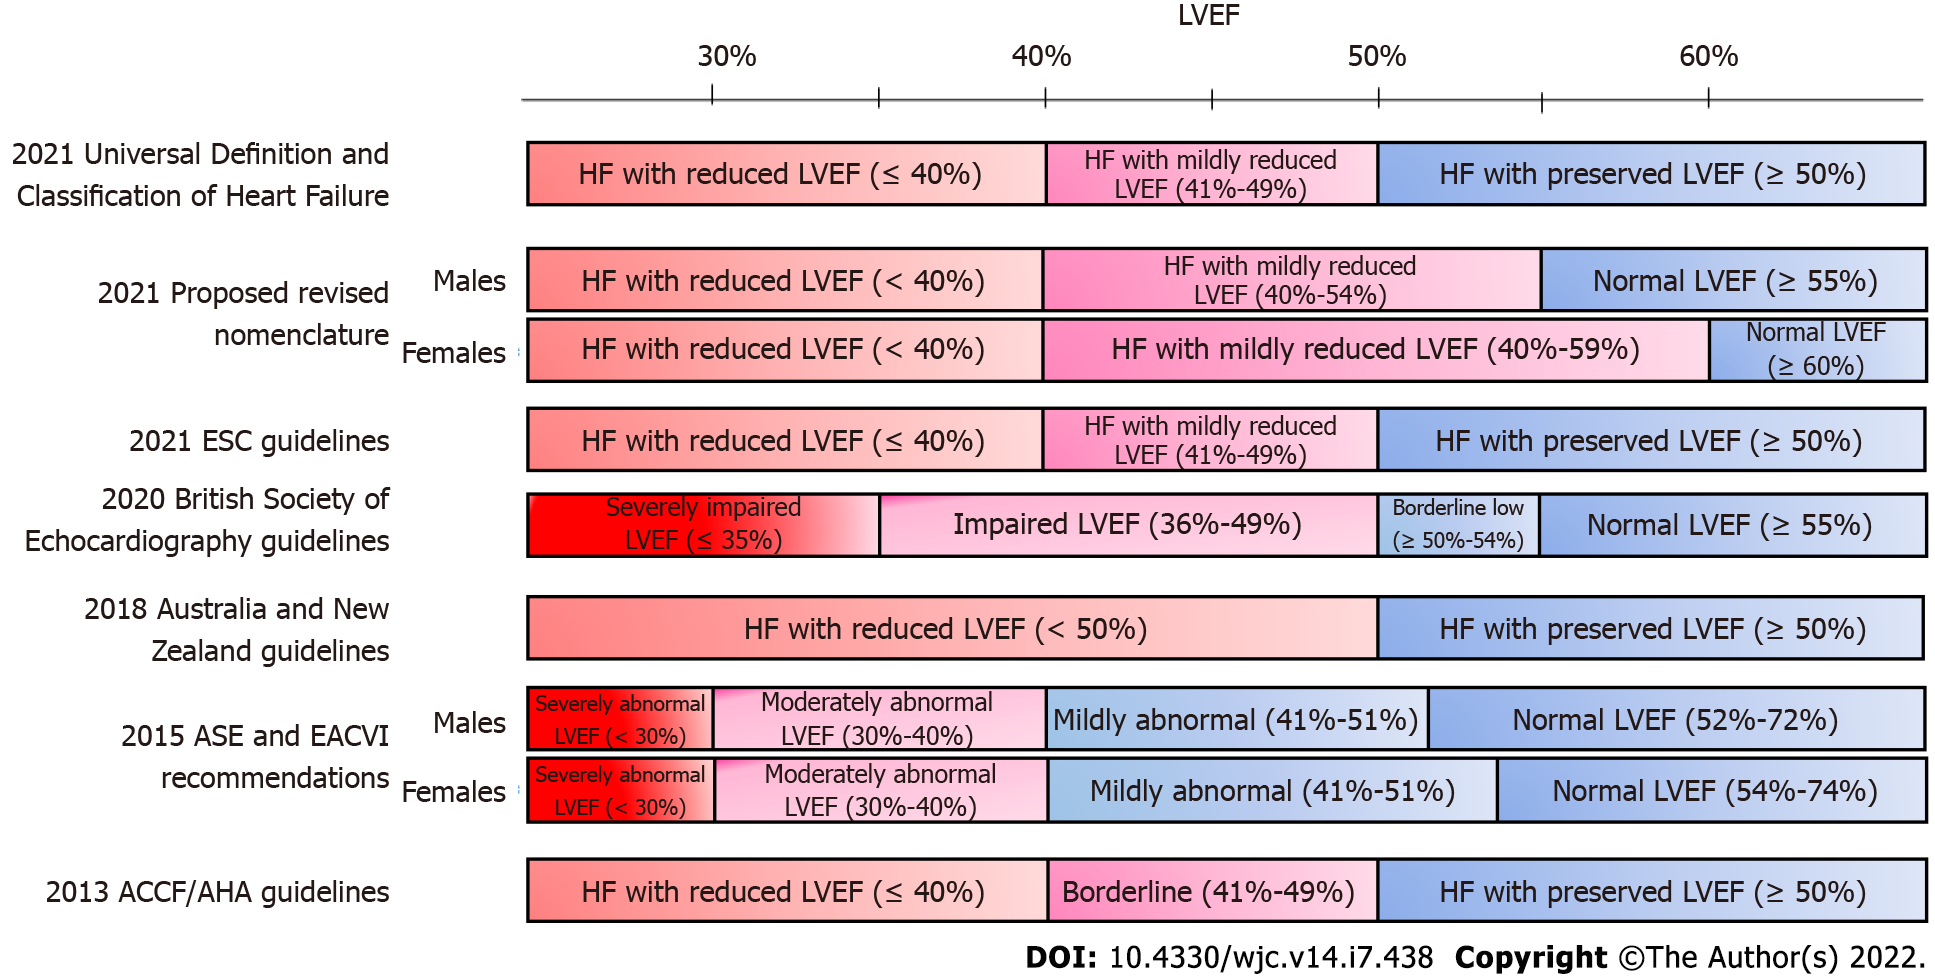 LVEF
30% 40% 50% 60%
2021 Universal Definition and
Classification of Heart Failure
HF with reduced LVEF (≤ 40%)
HF with mildly reduced
LVEF (41%-49%)
HF with preserved LVEF (≥ 50%)
2021 Proposed revised
nomenclature
Males
HF with reduced LVEF (< 40%)
HF with mildly reduced
LVEF (40%-54%)
Normal LVEF (≥ 55%)
Females
HF with reduced LVEF (< 40%)
HF with mildly reduced LVEF (40%-59%)
Normal LVEF
(≥ 60%)
2021 ESC guidelines
HF with reduced LVEF (≤ 40%)
HF with mildly reduced
LVEF (41%-49%)
HF with preserved LVEF (≥ 50%)
2020 British Society of
Echocardiography guidelines
Severely impaired
LVEF (≤ 35%)
Impaired LVEF (36%-49%)
Borderline low
(≥ 50%-54%)
Normal LVEF (≥ 55%)
2018 Australia and New
Zealand guidelines
HF with reduced LVEF (< 50%)
HF with preserved LVEF (≥ 50%)
2015 ASE and EACVI
recommendations
Males
Severely abnormal
LVEF (< 30%)
Moderately abnormal
LVEF (30%-40%)
Mildly abnormal (41%-51%)
Normal LVEF (52%-72%)
Females
Severely abnormal
LVEF (< 30%)
Moderately abnormal
LVEF (30%-40%)
Mildly abnormal (41%-51%)
Normal LVEF (54%-74%)
2013 ACCF/AHA guidelines
HF with reduced LVEF (≤ 40%)
Borderline (41%-49%)
HF with preserved LVEF (≥ 50%)
DOI: 10.4330/wjc.v14.i7.438 Copyright ©The Author(s) 2022.